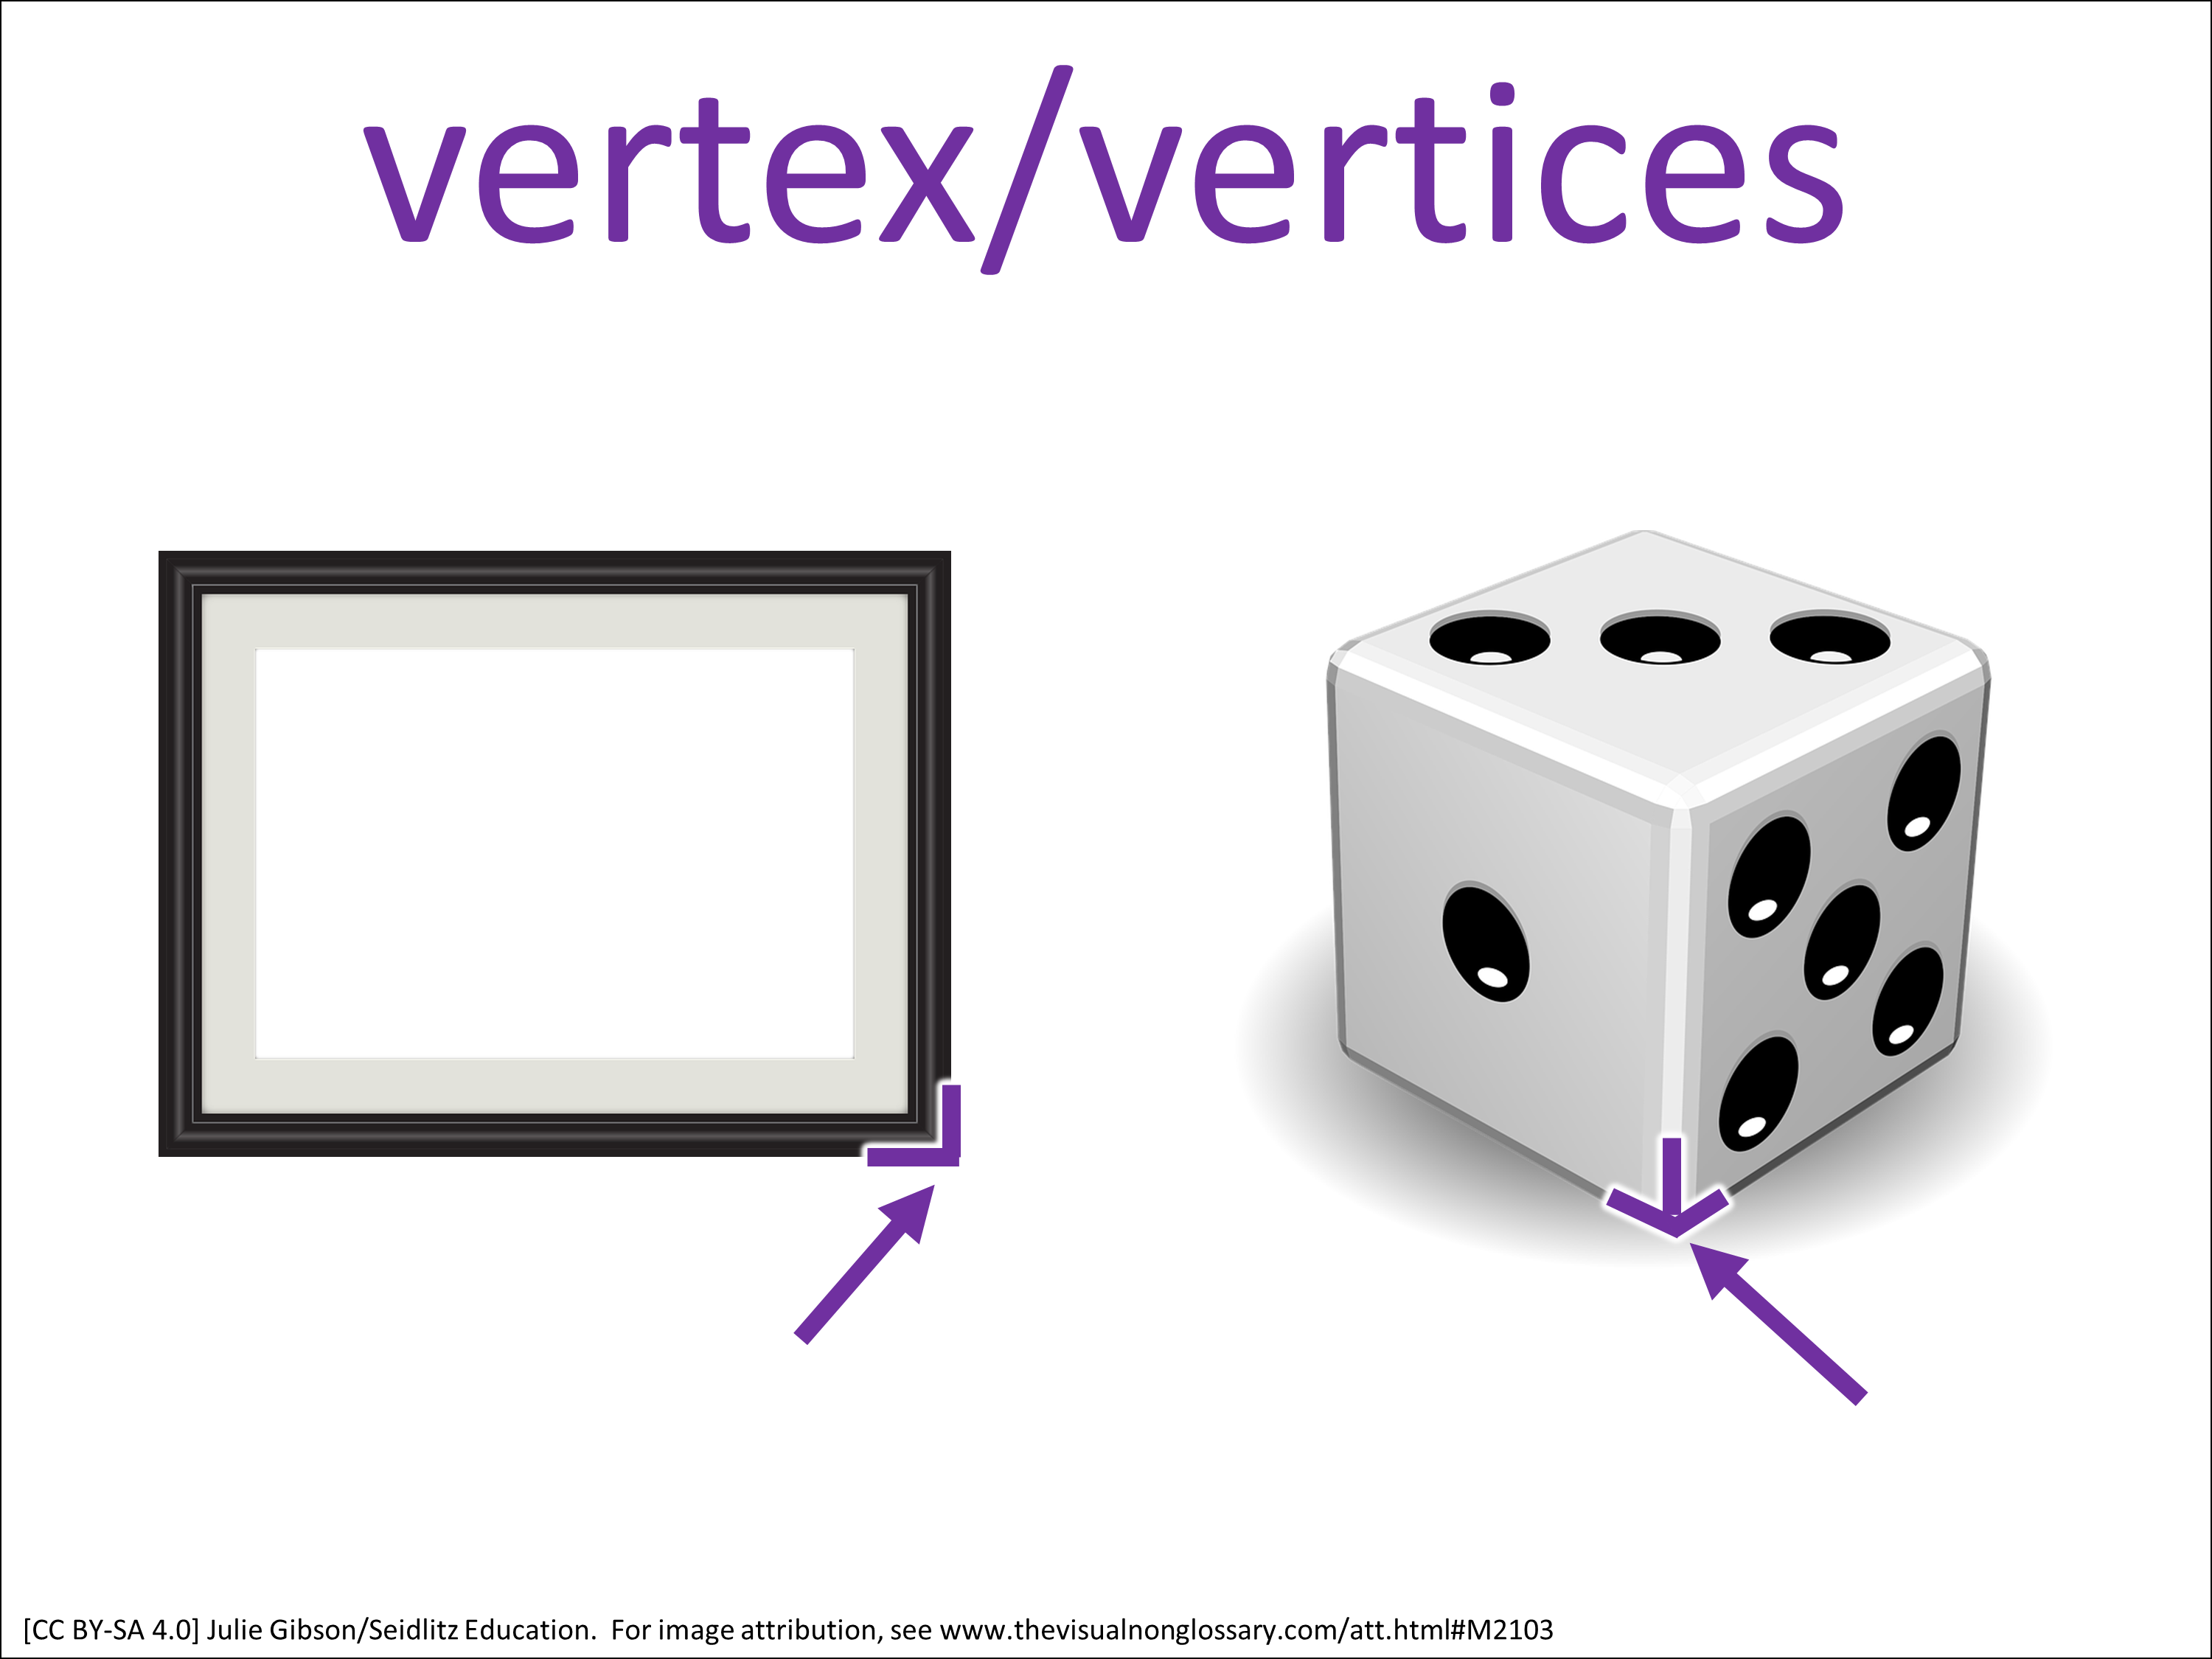 vertex/vertices
[CC BY-SA 4.0] Julie Gibson/Seidlitz Education.  For image attribution, see www.thevisualnonglossary.com/att.html#M2103